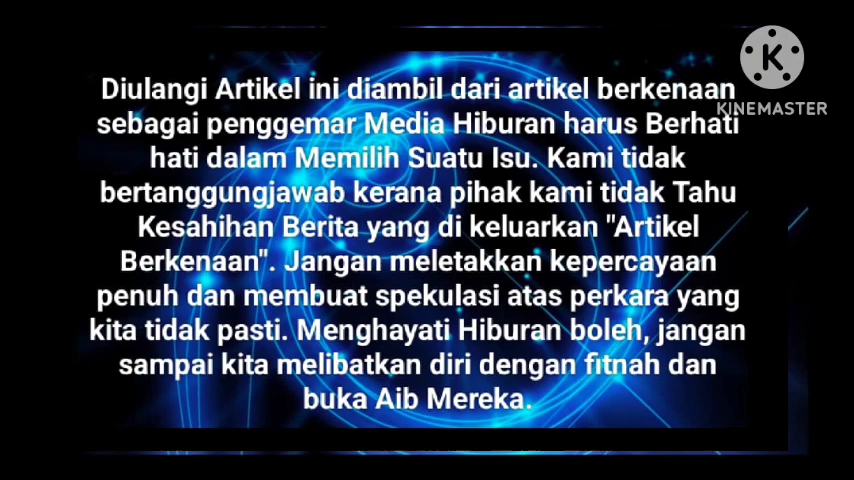 Diulangi Artikel ini diambil dari artikel berkenaan
sebagai penggemar Media Hiburan harus Berhati
hati dalam Memilih Suatu Isu. Kami tidak
bertanggungjawab kerana pihak kami tidak Tahu
Kesahihan Berita yang di keluarkan "Artikel
Berkenaan". Jangan meletakkan kepercayaan
penuh dan membuat spekulasi atas perkara yang
kita tidak pasti. Menghayati Hiburan boleh, jangan
sampai kita melibatkan diri dengan fitnah dan
buka Aib Mereka.
K
KINEMASTER